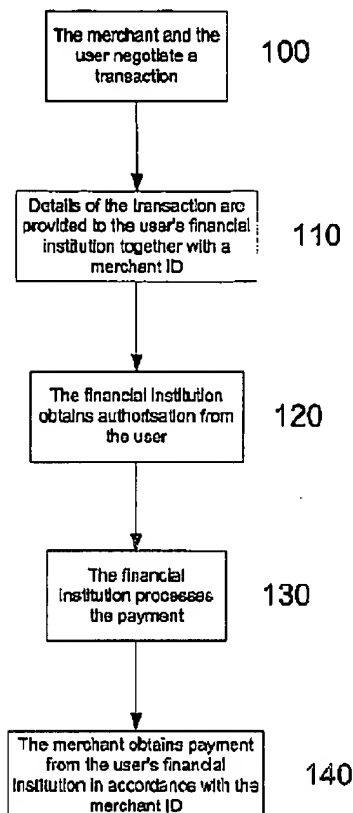 The merchant and the
user negotiate a
transaction
100
Details of the transaction are
provided to the user's financial
institution together with a
merchant ID
110
The financial institution
obtains authorisation from
the user
120
The financial
institution processes
the payment
130
The merchant obtains payment
from the user's financial
institution in accordance with the
merchant ID
140